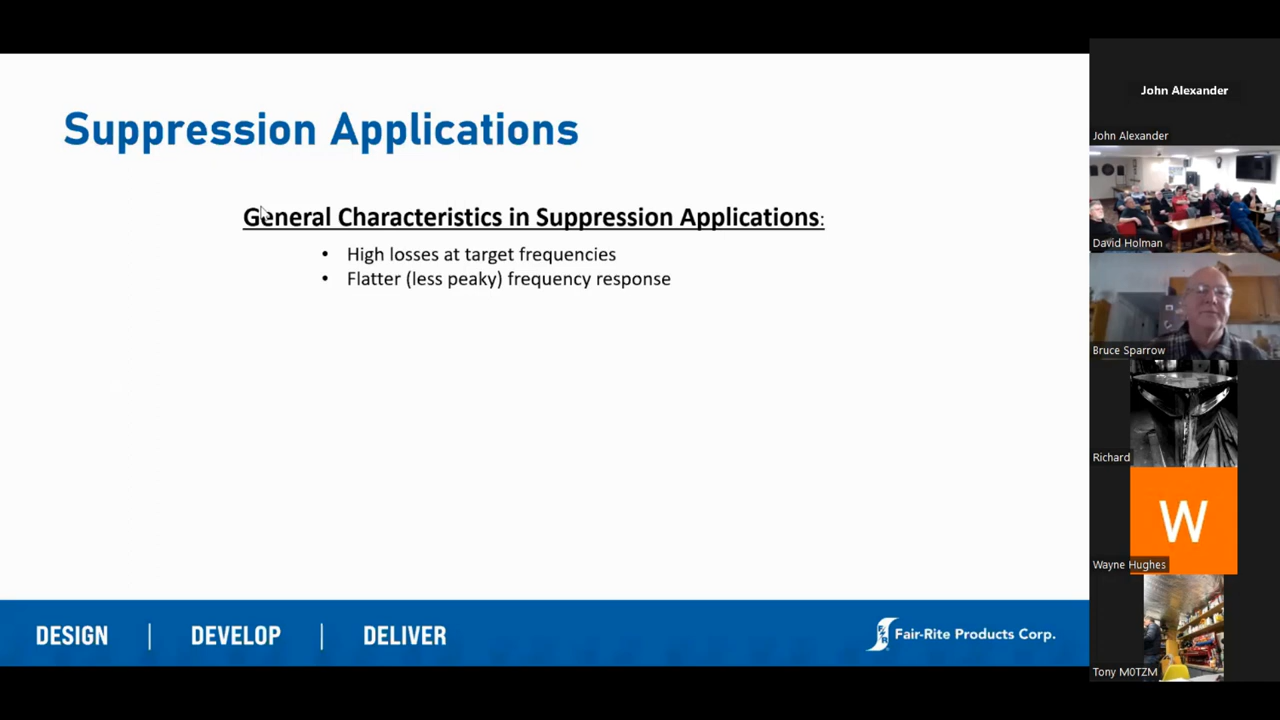 Suppression Applications
General Characteristics in Suppression Applications:
• High losses at target frequencies
• Flatter (less peaky) frequency response
DESIGN | DEVELOP | DELIVER
Fair-Rite Products Corp.
John Alexander
John Alexander
David Holman
Bruce Sparrow
Richard
W
Wayne Hughes
Tony M0TZM